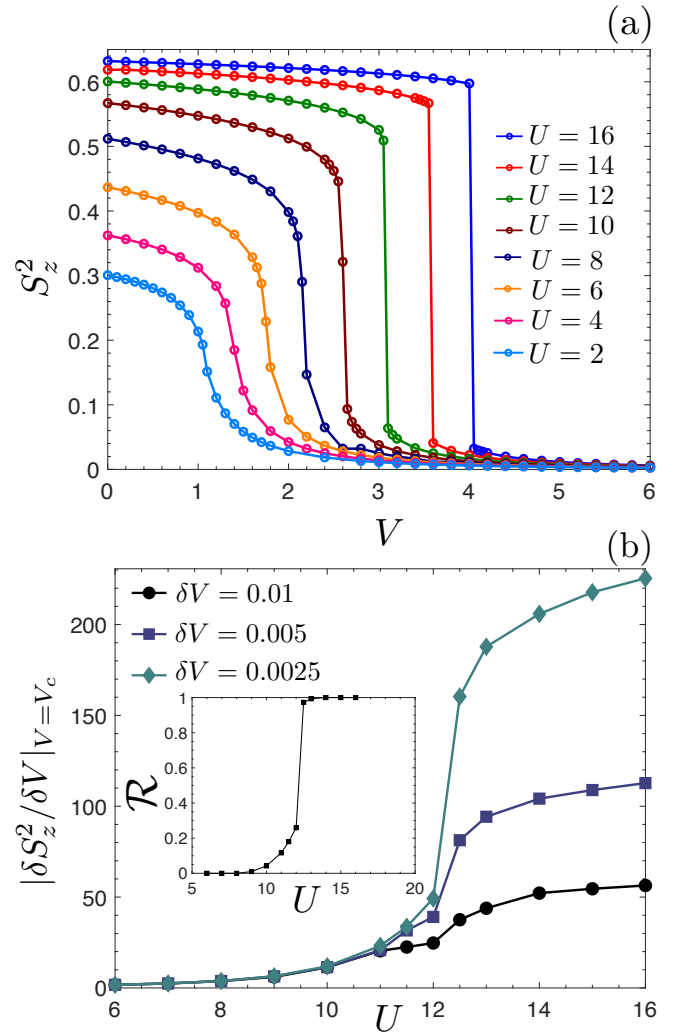 (a)
0.6
0.5
0.4
0.3
0.2
0.1
0
S_z^2
U = 16
U = 14
U = 12
U = 10
U = 8
U = 6
U = 4
U = 2
0 1 2 3 4 5 6
V
(b)
200
150
100
50
0
|δS_z^2/δV|_{V=V_c}
δV = 0.01
δV = 0.005
δV = 0.0025
1
0.8
0.6
0.4
0.2
0
R
5 10 15 20
U
6 8 10 12 14 16
U